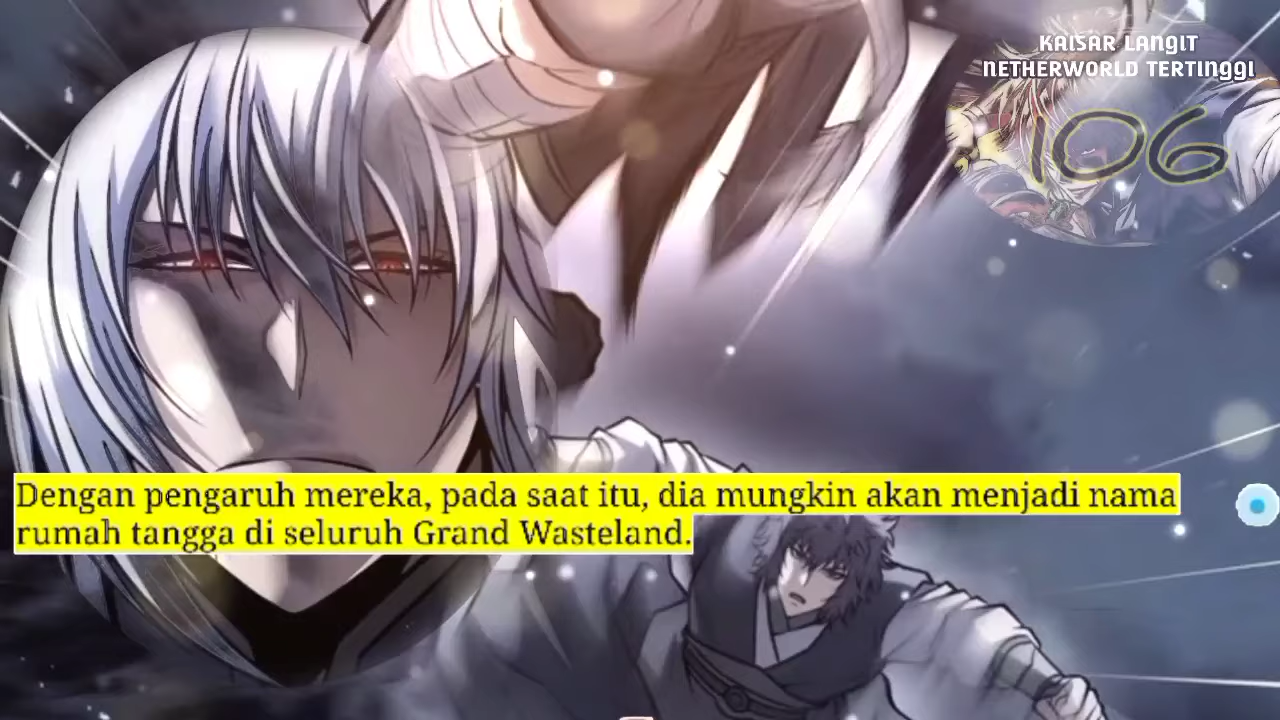 KAISAR LANGIT
NETHERWORLD TERTINGGI
106
Dengan pengaruh mereka, pada saat itu, dia mungkin akan menjadi nama
rumah tangga di seluruh Grand Wasteland.